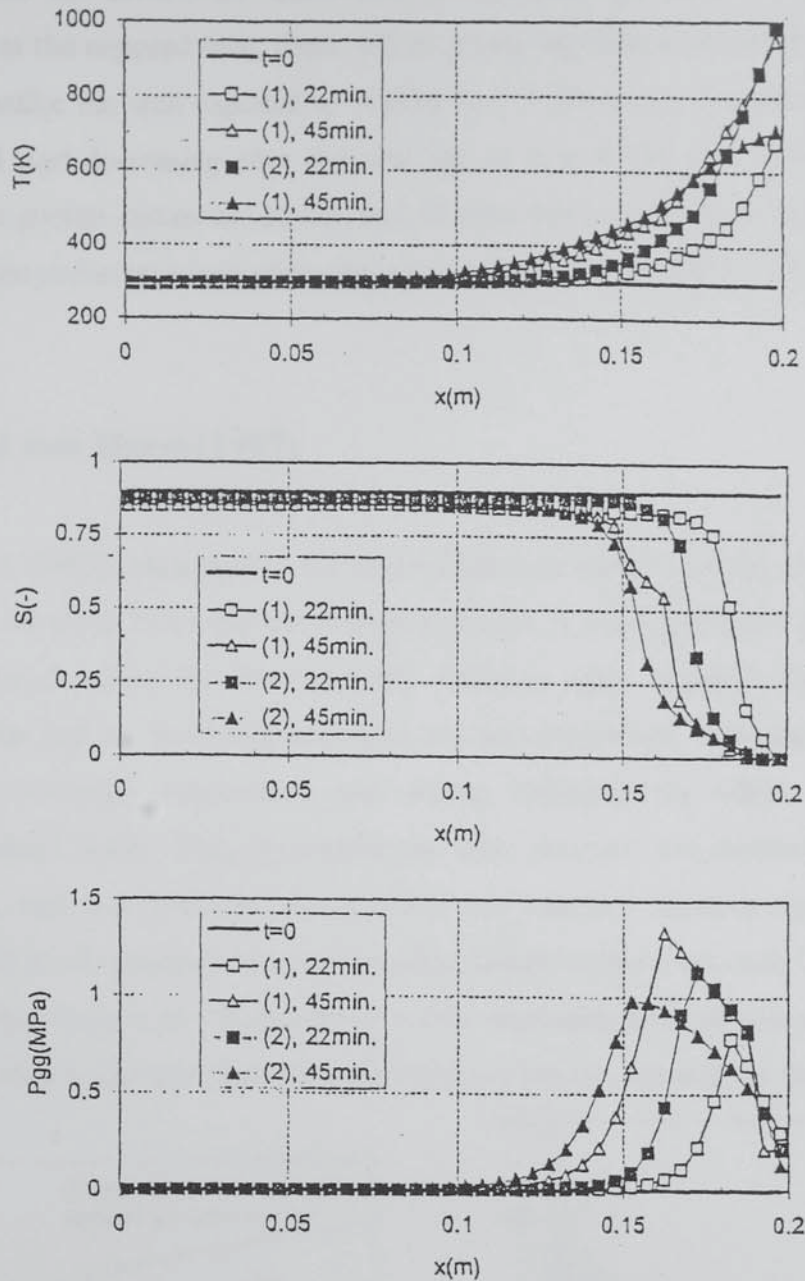 1000
800
600
400
200
T(K)
t=0
(1), 22min.
(1), 45min.
(2), 22min.
(1), 45min.
0
0.05
0.1
0.15
0.2
x(m)
1
0.75
0.5
0.25
0
S(-)
t=0
(1), 22min.
(1), 45min.
(2), 22min.
(2), 45min.
0
0.05
0.1
0.15
0.2
x(m)
1.5
1
0.5
0
Pgg(MPa)
t=0
(1), 22min.
(1), 45min.
(2), 22min.
(2), 45min.
0
0.05
0.1
0.15
0.2
x(m)